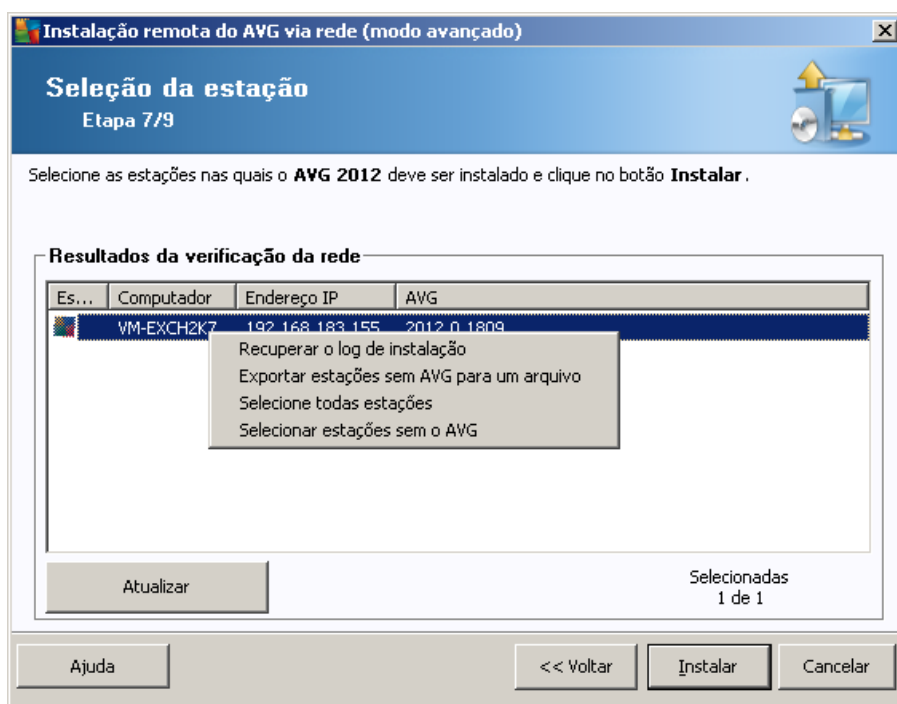 Instalação remota do AVG via rede (modo avançado)
Seleção da estação
Etapa 7/9
Selecione as estações nas quais o AVG 2012 deve ser instalado e clique no botão Instalar.
Resultados da verificação da rede
Es... Computador Endereço IP AVG
VM-EXCH2K7 192.168.183.155 2012.0.1809
Recuperar o log de instalação
Exportar estações sem AVG para um arquivo
Selecione todas estações
Selecionar estações sem o AVG
Atualizar
Selecionadas
1 de 1
Ajuda << Voltar Instalar Cancelar